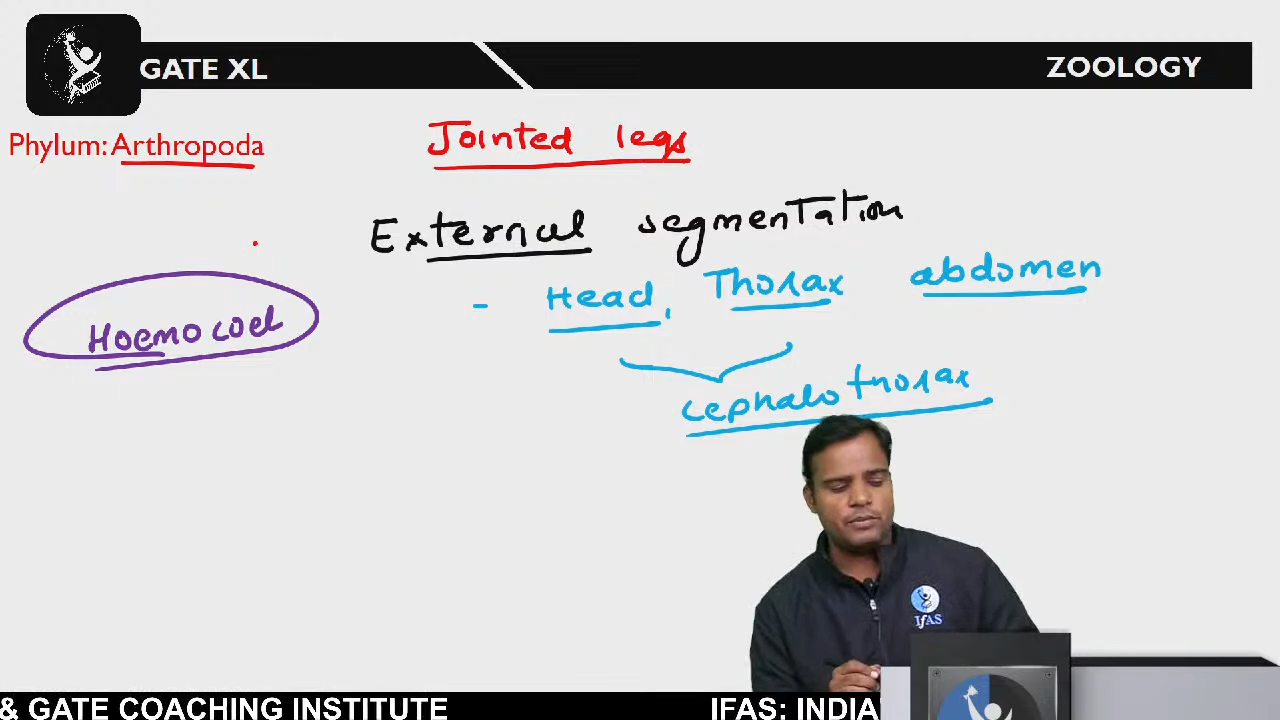 GATE XL
ZOOLOGY
Phylum: Arthropoda
Jointed legs
External segmentation
- Head, Thorax abdomen
Haemocoel
cephalothorax
IFAS
& GATE COACHING INSTITUTE
IFAS: INDIA